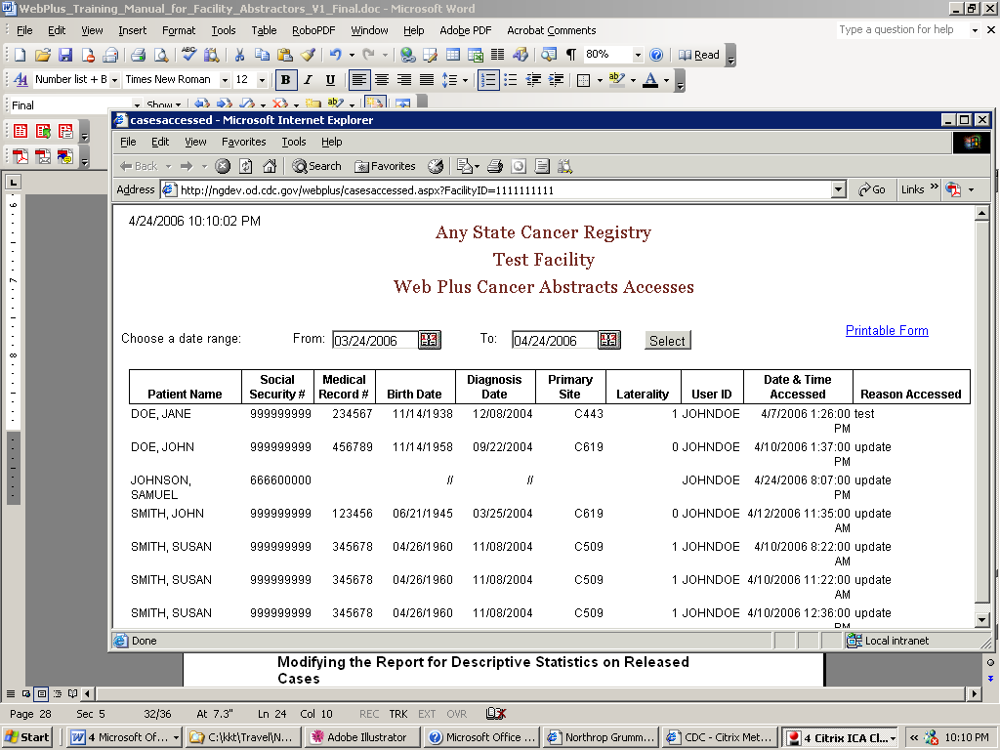 WebPlus_Training_Manual_for_Facility_Abstractors_V1_Final.doc - Microsoft Word
File Edit View Insert Format Tools Table RoboPDF Window Help Adobe PDF Acrobat Comments Type a question for help
80% Read
Number list + B Times New Roman 12 B I U
Final Show
casesaccessed - Microsoft Internet Explorer
File Edit View Favorites Tools Help
Back Search Favorites
Address http://ngdev.od.cdc.gov/webplus/casesaccessed.aspx?FacilityID=1111111111 Go Links »
4/24/2006 10:10:02 PM
Any State Cancer Registry
Test Facility
Web Plus Cancer Abstracts Accesses
Choose a date range: From: 03/24/2006 To: 04/24/2006 Select Printable Form
Social Medical Diagnosis Primary Date & Time
Patient Name Security # Record # Birth Date Date Site Laterality User ID Accessed Reason Accessed
DOE, JANE 999999999 234567 11/14/1938 12/08/2004 C443 1 JOHNDOE 4/7/2006 1:26:00 test
PM
DOE, JOHN 999999999 456789 11/14/1958 09/22/2004 C619 0 JOHNDOE 4/10/2006 1:37:00 update
PM
JOHNSON, 666600000 // // JOHNDOE 4/24/2006 8:07:00 update
SAMUEL PM
SMITH, JOHN 999999999 123456 06/21/1945 03/25/2004 C619 0 JOHNDOE 4/12/2006 11:35:00 update
AM
SMITH, SUSAN 999999999 345678 04/26/1960 11/08/2004 C509 1 JOHNDOE 4/10/2006 8:22:00 update
AM
SMITH, SUSAN 999999999 345678 04/26/1960 11/08/2004 C509 1 JOHNDOE 4/10/2006 11:22:00 update
AM
SMITH, SUSAN 999999999 345678 04/26/1960 11/08/2004 C509 1 JOHNDOE 4/10/2006 12:36:00 update
PM
Done Local intranet
Modifying the Report for Descriptive Statistics on Released
Cases
Page 28 Sec 5 32/36 At 7.3" Ln 24 Col 10 REC TRK EXT OVR
Start 4 Microsoft Of... C:\kkt\Travel\N... Adobe Illustrator Microsoft Office ... Northrop Grumm... CDC - Citrix Met... 4 Citrix ICA Cl... « 10:10 PM